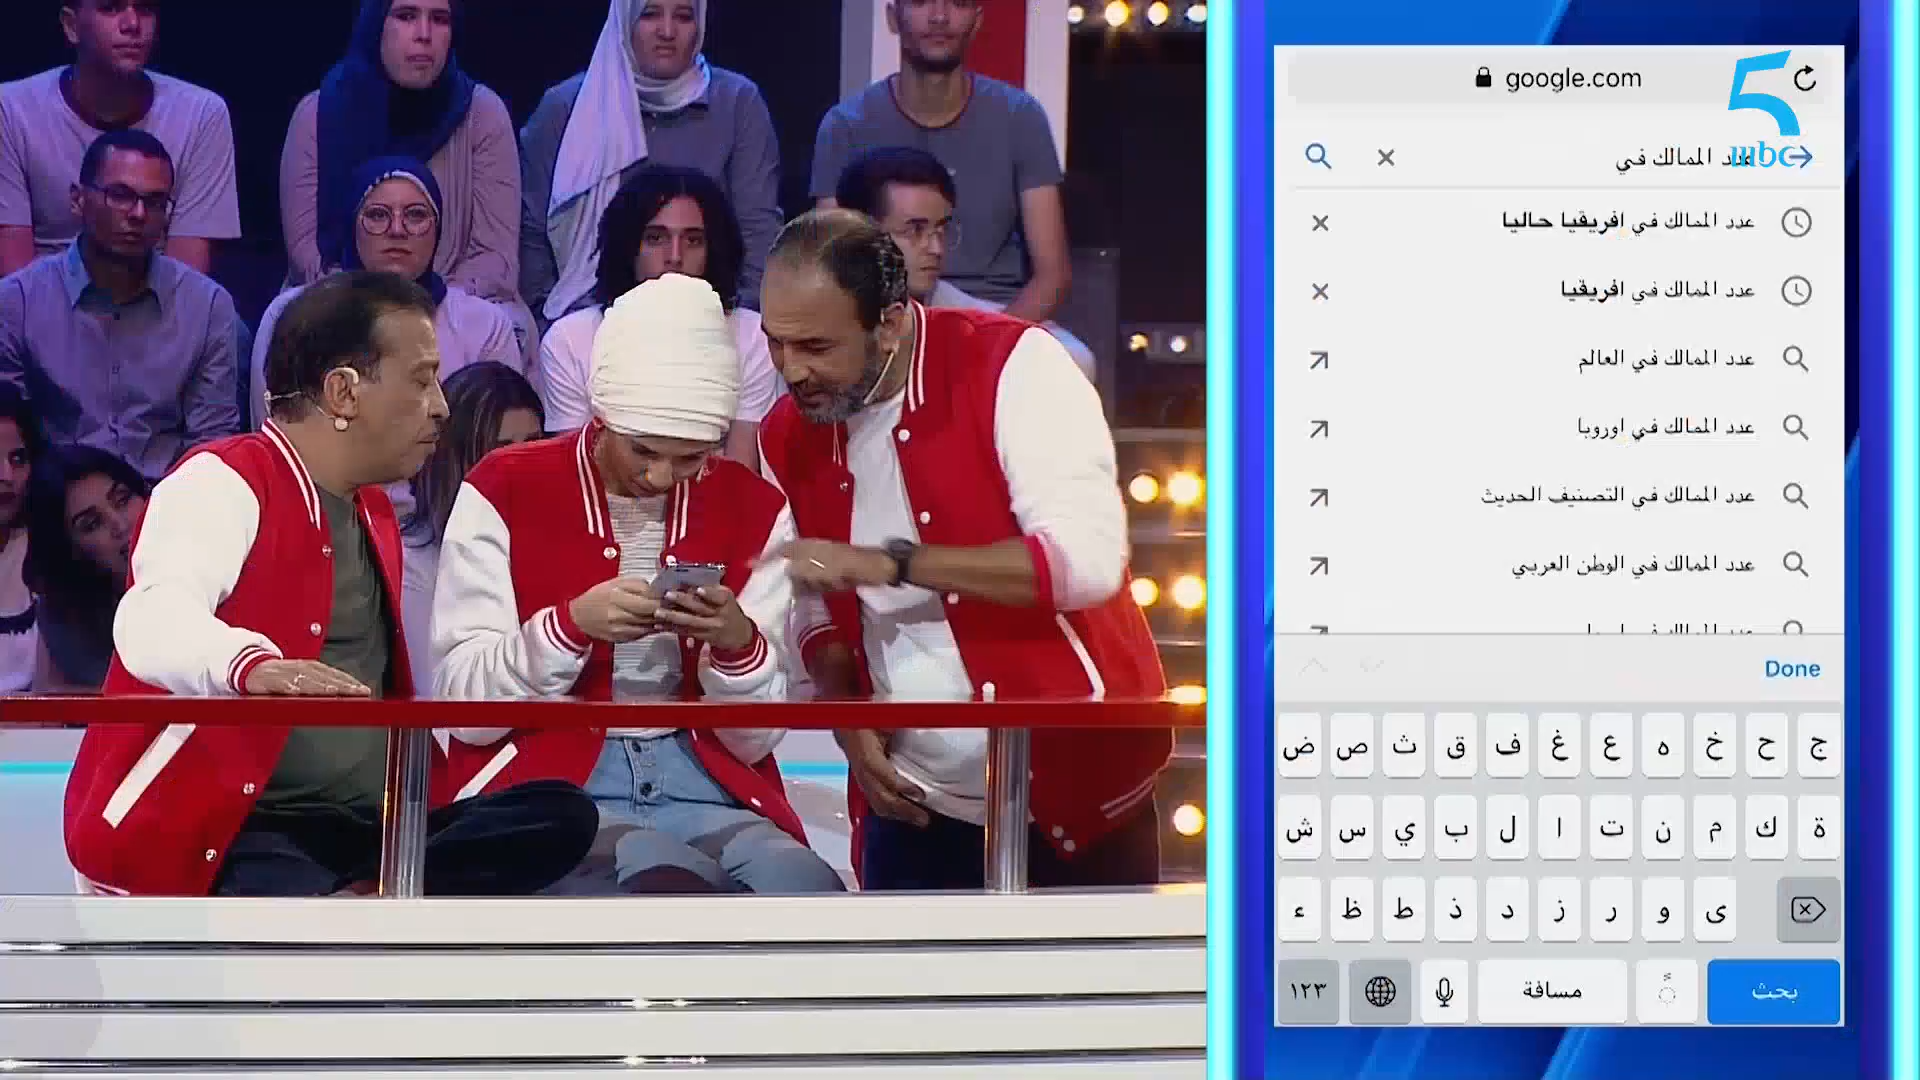 google.com
5
mbc
عدد الممالك في
عدد الممالك في افريقيا حاليا
عدد الممالك في افريقيا
عدد الممالك في العالم
عدد الممالك في اوروبا
عدد الممالك في التصنيف الحديث
عدد الممالك في الوطن العربي
Done
ض ص ث ق ف غ ع ه خ ح ج
ش س ي ب ل ا ت ن م ك ة
ء ظ ط ذ د ز ر و ى
١٢٣
مسافة
بحث